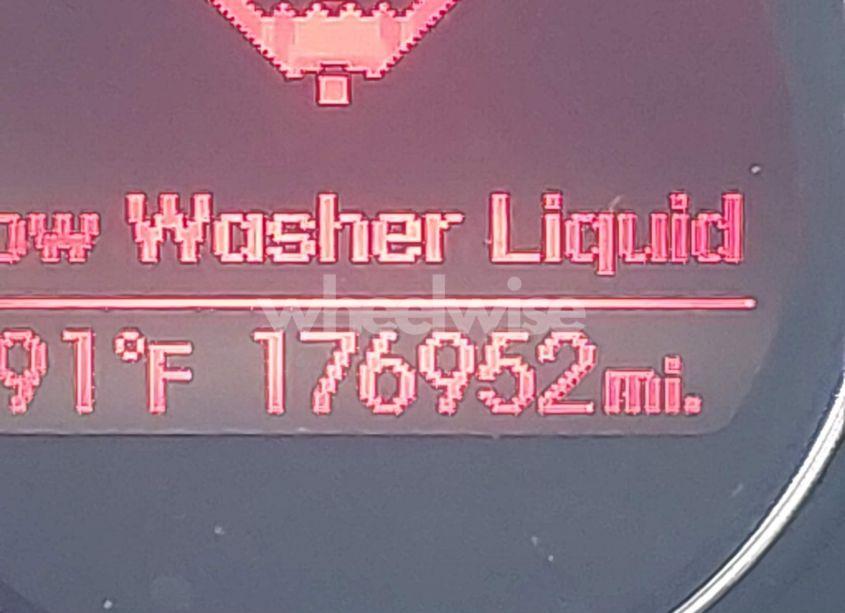 ow Washer Liquid
wheelwise
91°F 176952mi.